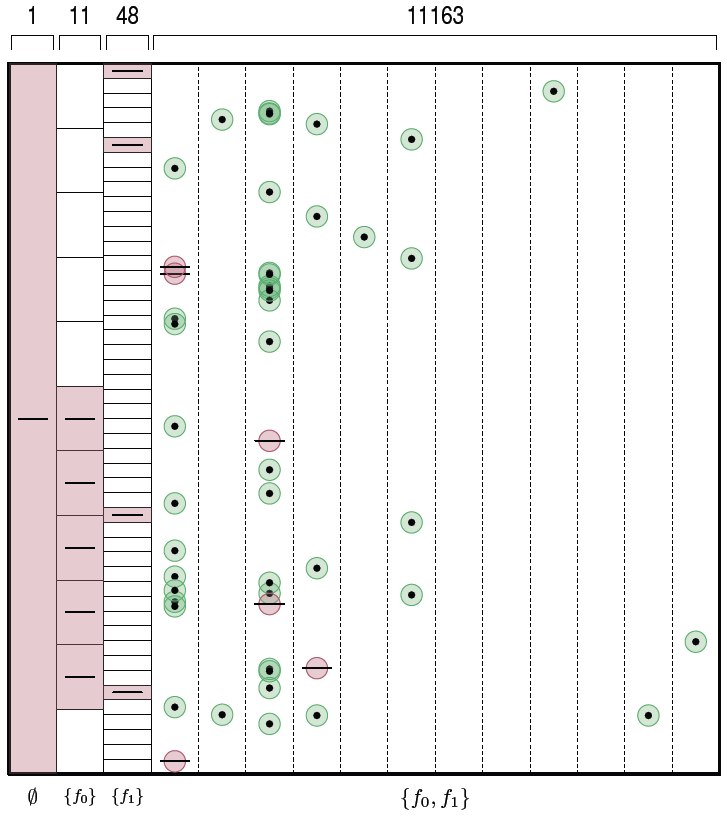 1 11 48 11163
∅ {f₀} {f₁} {f₀, f₁}